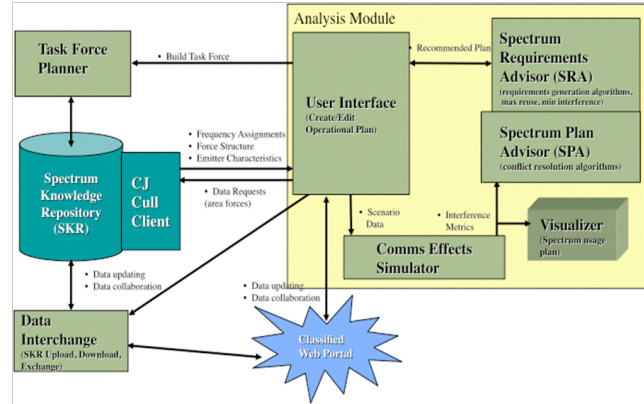 Analysis Module
Task Force
Planner
• Build Task Force
User Interface
(Create/Edit
Operational Plan)
• Recommended Plan
Spectrum
Requirements
Advisor (SRA)
(requirements generation algorithms,
max reuse, min interference)
Spectrum Plan
Advisor (SPA)
(conflict resolution algorithms)
• Frequency Assignments
• Force Structure
• Emitter Characteristics
Spectrum
Knowledge
Repository
(SKR)
CJ
Cull
Client
• Data Requests
(area forces)
• Scenario
Data
• Interference
Metrics
Visualizer
(Spectrum usage
plan)
Comms Effects
Simulator
• Data updating
• Data collaboration
• Data updating
• Data collaboration
Data
Interchange
(SKR Upload, Download,
Exchange)
Classified
Web Portal